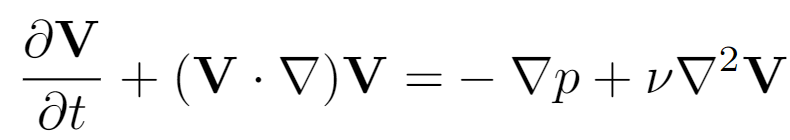 ∂𝐕/∂t + (𝐕 · ∇)𝐕 = − ∇p + ν∇²𝐕